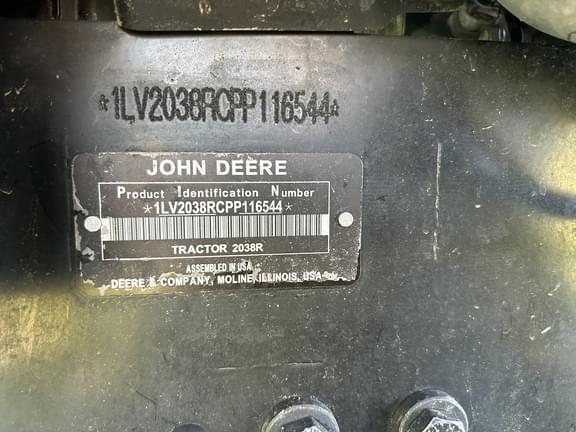 *1LV2038RCPP116544*
JOHN DEERE
Product Identification Number
*1LV2038RCPP116544*
TRACTOR 2038R
ASSEMBLED IN USA
DEERE & COMPANY, MOLINE, ILLINOIS, USA